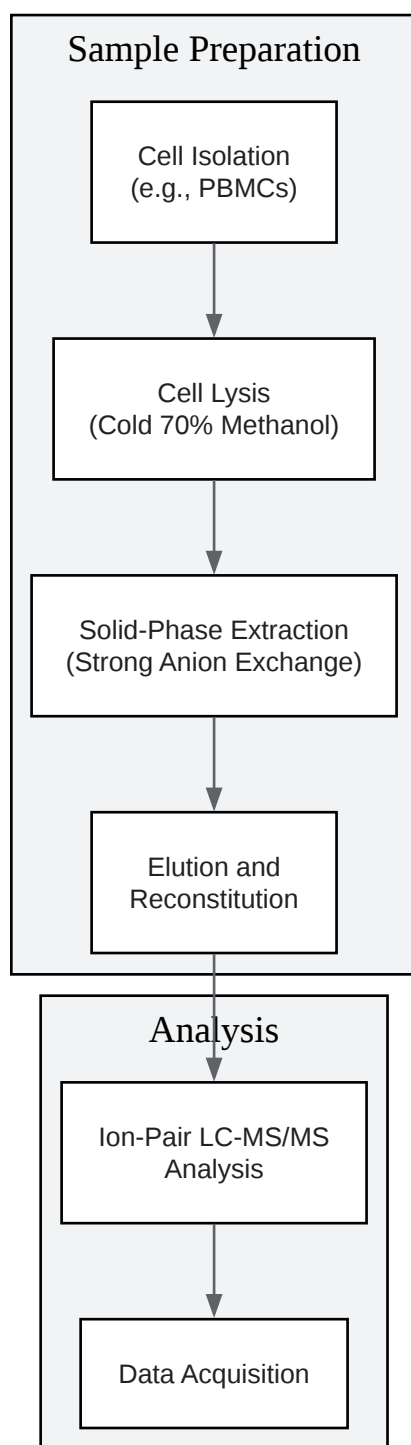 Sample Preparation
Cell Isolation
(e.g., PBMCs)
Cell Lysis
(Cold 70% Methanol)
Solid-Phase Extraction
(Strong Anion Exchange)
Elution and
Reconstitution
Analysis
Ion-Pair LC-MS/MS
Analysis
Data Acquisition